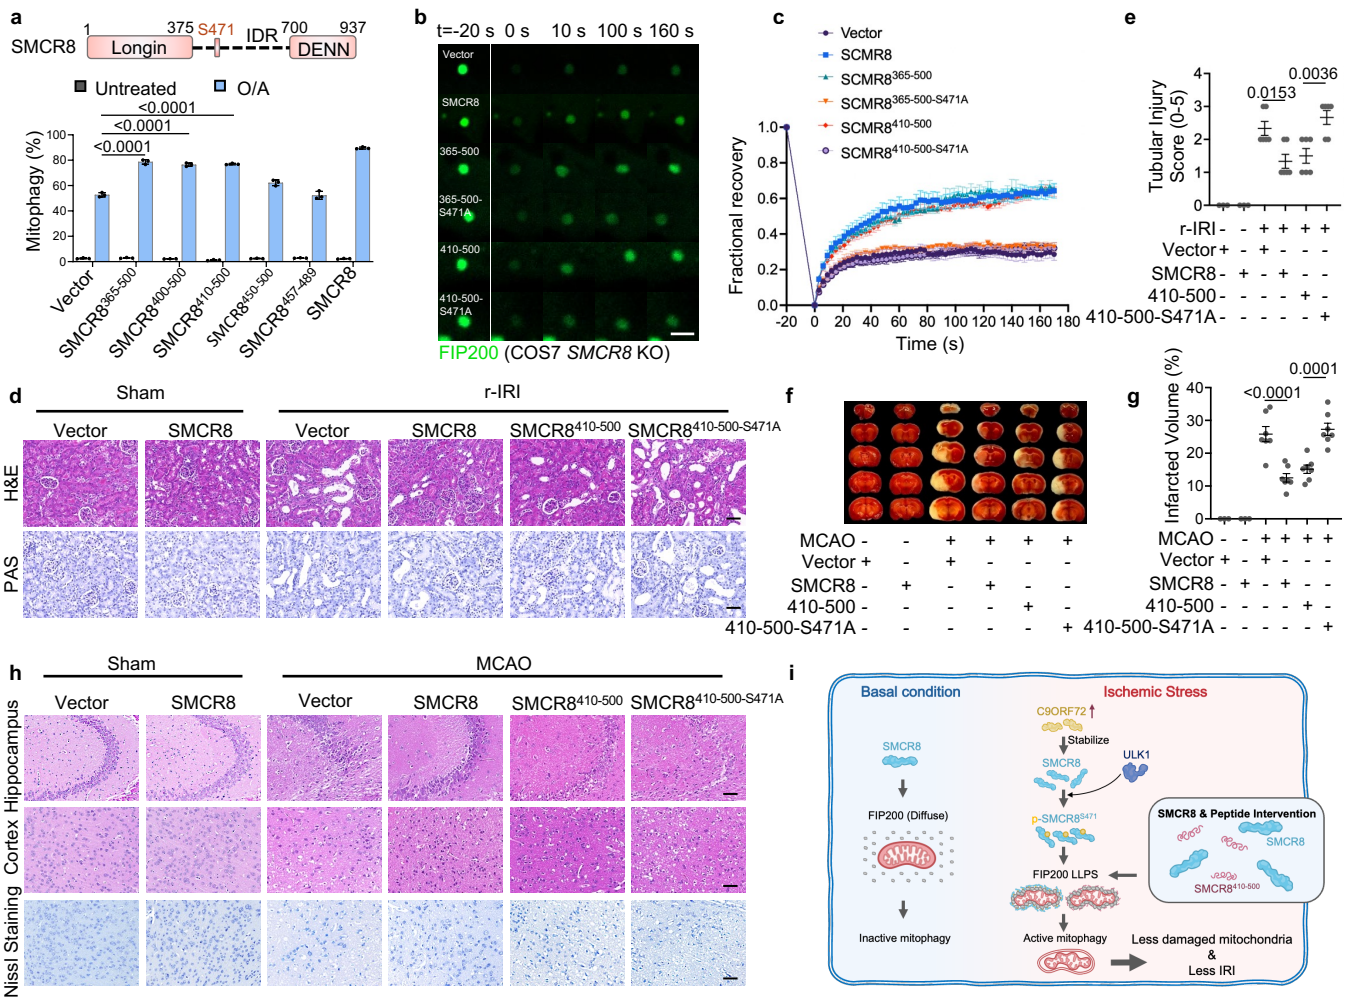 a
1 375 S471 IDR 700 937
SMCR8 Longin DENN
Untreated O/A
<0.0001
<0.0001
<0.0001
Mitophagy (%)
100
80
60
40
20
0
Vector
SMCR8365-500
SMCR8400-500
SMCR8410-500
SMCR8450-500
SMCR8457-489
SMCR8
b
t=-20 s 0 s 10 s 100 s 160 s
Vector
SMCR8
365-500
365-500-
S471A
410-500
410-500-
S471A
FIP200 (COS7 SMCR8 KO)
c
Vector
SCMR8
SCMR8365-500
SCMR8365-500-S471A
SCMR8410-500
SCMR8410-500-S471A
Fractional recovery
1.0
0.8
0.6
0.4
0.2
0.0
-20 0 20 40 60 80 100 120 140 160 180
Time (s)
e
Tubular Injury
Score (0-5)
4
3
2
1
0
0.0153
0.0036
r-IRI - - + + + +
Vector + - + - - -
SMCR8 - + - + - -
410-500 - - - - + -
410-500-S471A - - - - - +
d
Sham r-IRI
Vector SMCR8 Vector SMCR8 SMCR8410-500 SMCR8410-500-S471A
H&E
PAS
f
MCAO - - + + + +
Vector + - + - - -
SMCR8 - + - + - -
410-500 - - - - + -
410-500-S471A - - - - - +
g
Infarcted Volume (%)
40
30
20
10
0
<0.0001
0.0001
MCAO - - + + + +
Vector + - + - - -
SMCR8 - + - + - -
410-500 - - - - + -
410-500-S471A - - - - - +
h
Sham MCAO
Vector SMCR8 Vector SMCR8 SMCR8410-500 SMCR8410-500-S471A
Hippocampus
Cortex
Nissl Staining
i
Basal condition
SMCR8
FIP200 (Diffuse)
Inactive mitophagy
Ischemic Stress
C9ORF72
Stabilize
SMCR8
ULK1
p-SMCR8S471
FIP200 LLPS
Active mitophagy
SMCR8 & Peptide Intervention
SMCR8
SMCR8410-500
Less damaged mitochondria
&
Less IRI